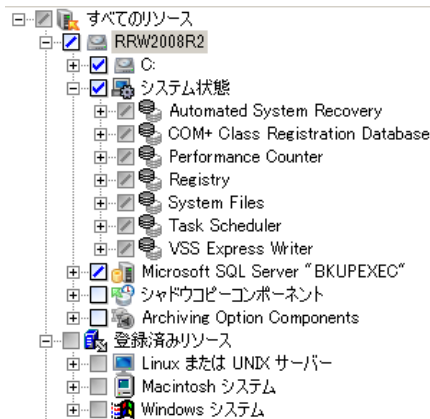 すべてのリソース
RRW2008R2
C:
システム状態
Automated System Recovery
COM+ Class Registration Database
Performance Counter
Registry
System Files
Task Scheduler
VSS Express Writer
Microsoft SQL Server "BKUPEXEC"
シャドウコピーコンポーネント
Archiving Option Components
登録済みリソース
Linux または UNIX サーバー
Macintosh システム
Windows システム